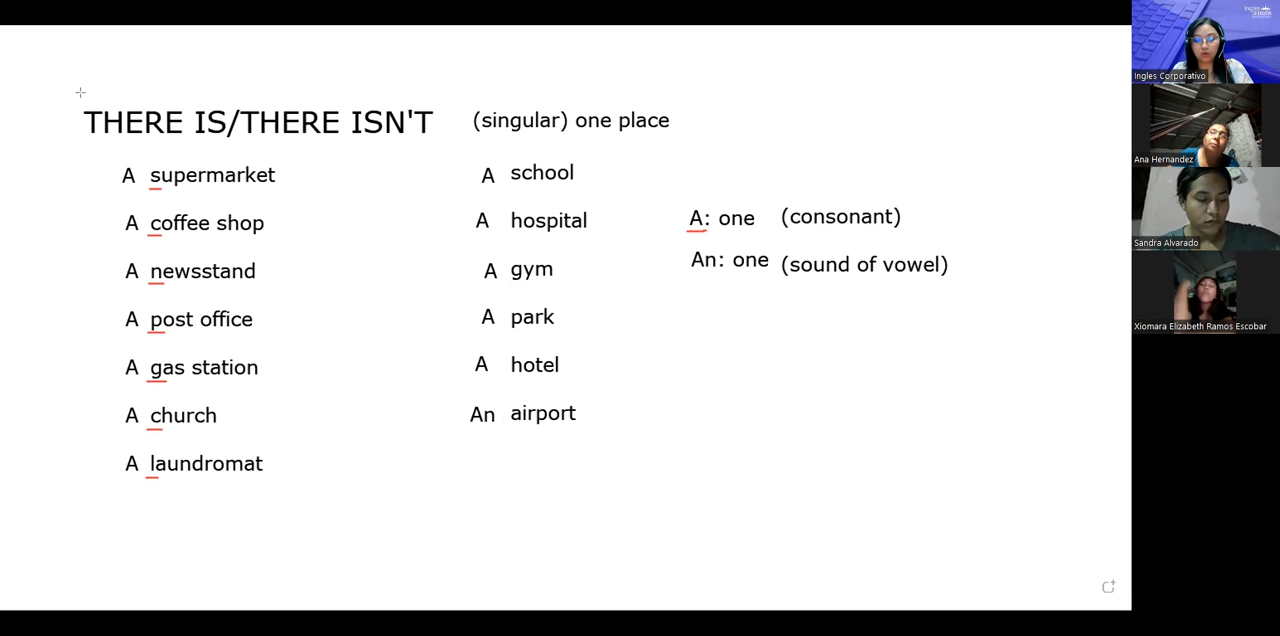 THERE IS/THERE ISN'T (singular) one place
A supermarket
A coffee shop
A newsstand
A post office
A gas station
A church
A laundromat
A school
A hospital
A gym
A park
A hotel
An airport
A: one (consonant)
An: one (sound of vowel)
Ingles Corporativo
Ana Hernandez
Sandra Alvarado
Xiomara Elizabeth Ramos Escobar